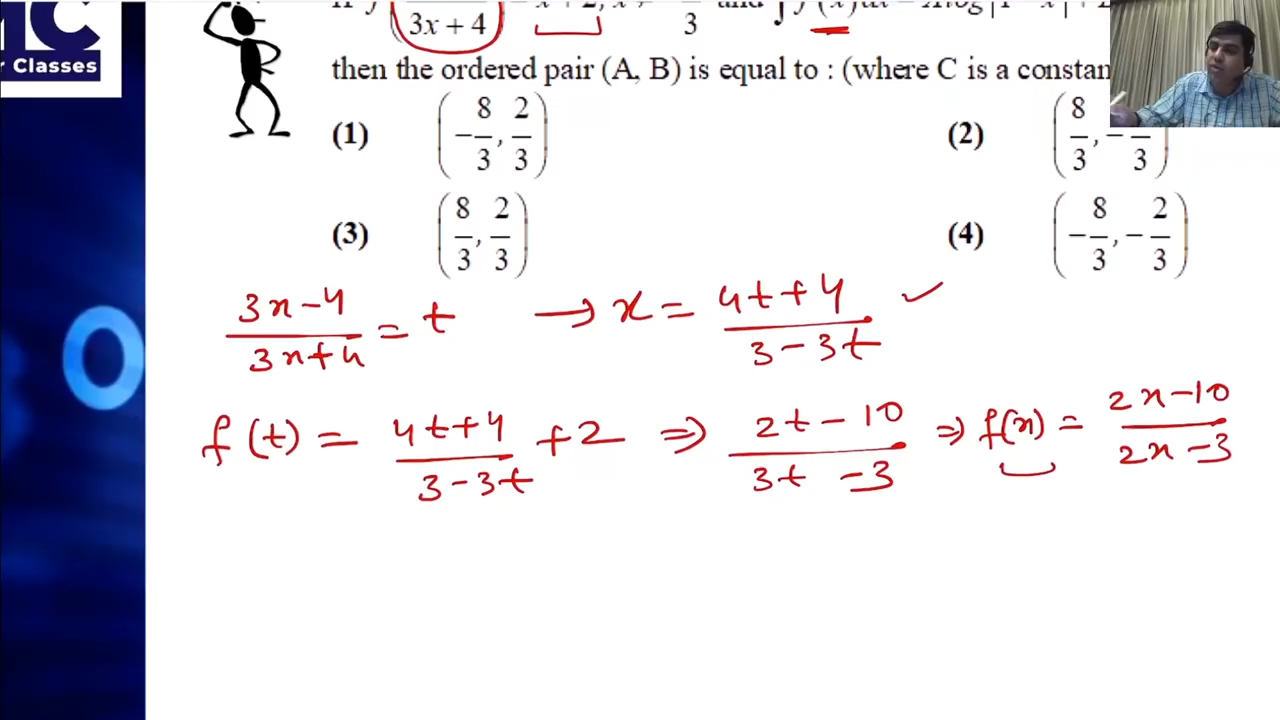 MC
r Classes
3x + 4
3
then the ordered pair (A, B) is equal to : (where C is a constan
(1) (-8/3, 2/3)
(2) (8/3, - /3)
(3) (8/3, 2/3)
(4) (-8/3, -2/3)
3x-4/3x+4 = t → x = 4t+4/3-3t ✓
f(t) = 4t+4/3-3t + 2 ⇒ 2t-10/3t-3 ⇒ f(x) = 2x-10/2x-3